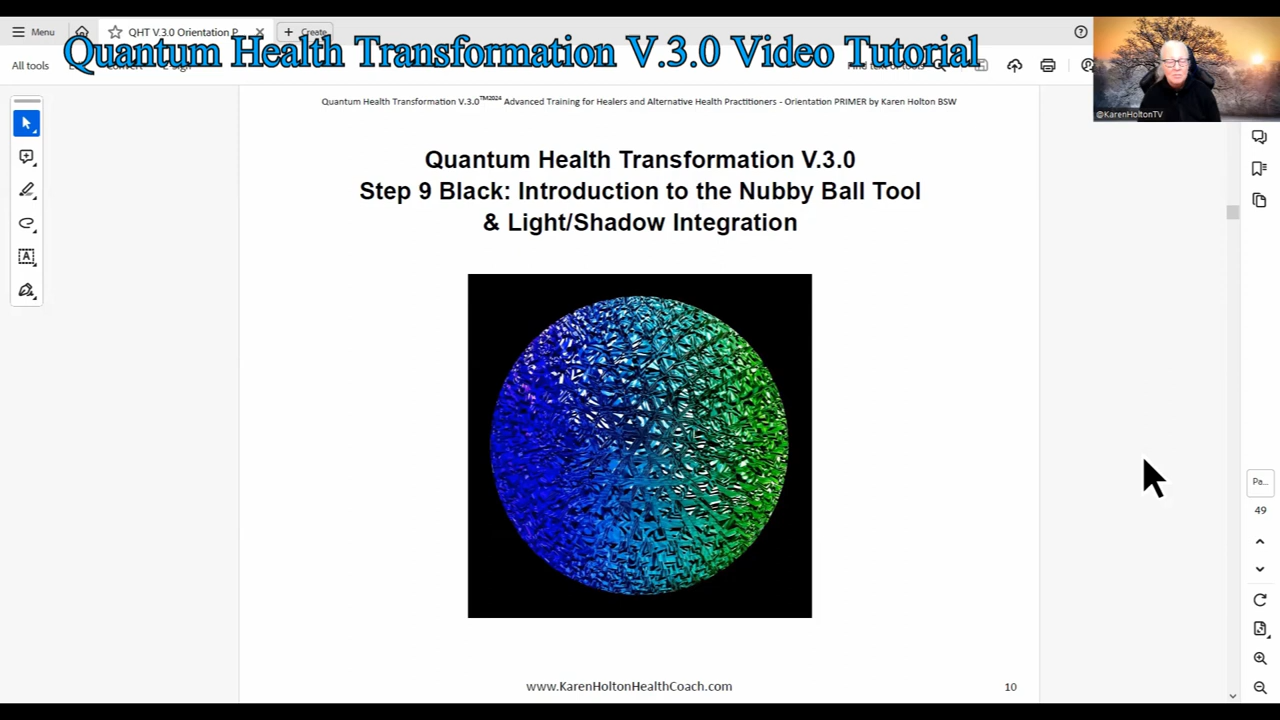 Menu
QHT V.3.0 Orientation P
Create
Quantum Health Transformation V.3.0 Video Tutorial
All tools
@KarenHoltonTV
Quantum Health Transformation V.3.0™2024 Advanced Training for Healers and Alternative Health Practitioners - Orientation PRIMER by Karen Holton BSW
Quantum Health Transformation V.3.0
Step 9 Black: Introduction to the Nubby Ball Tool
& Light/Shadow Integration
Pa...
49
www.KarenHoltonHealthCoach.com
10